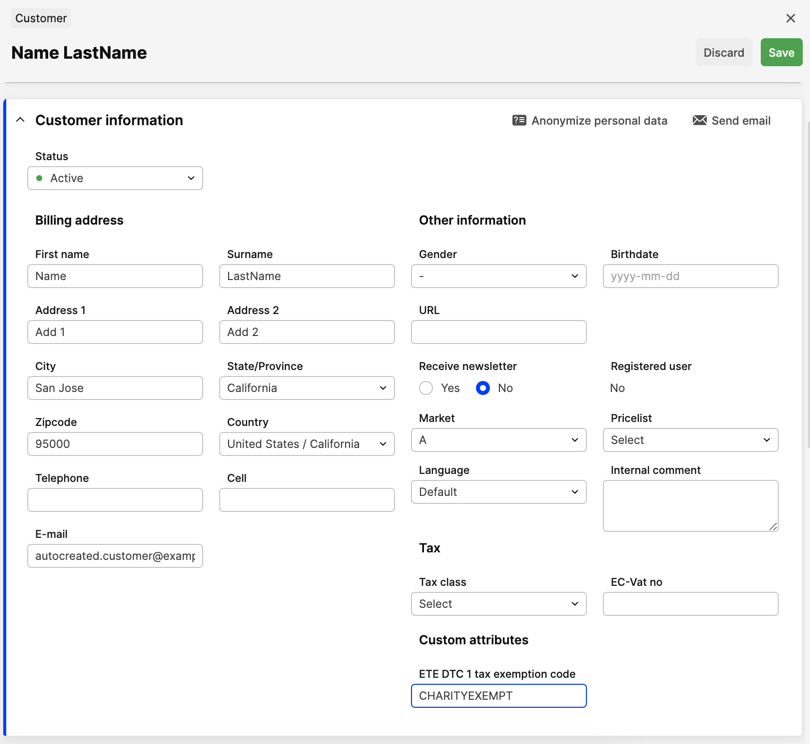 Customer
Name LastName
Discard
Save
Customer information
Anonymize personal data
Send email
Status
Active
Billing address
Other information
First name
Surname
Gender
Birthdate
Name
LastName
-
yyyy-mm-dd
Address 1
Address 2
URL
Add 1
Add 2
City
State/Province
Receive newsletter
Registered user
San Jose
California
Yes
No
No
Zipcode
Country
Market
Pricelist
95000
United States / California
A
Select
Telephone
Cell
Language
Internal comment
Default
E-mail
autocreated.customer@examp
Tax
Tax class
EC-Vat no
Select
Custom attributes
ETE DTC 1 tax exemption code
CHARITYEXEMPT